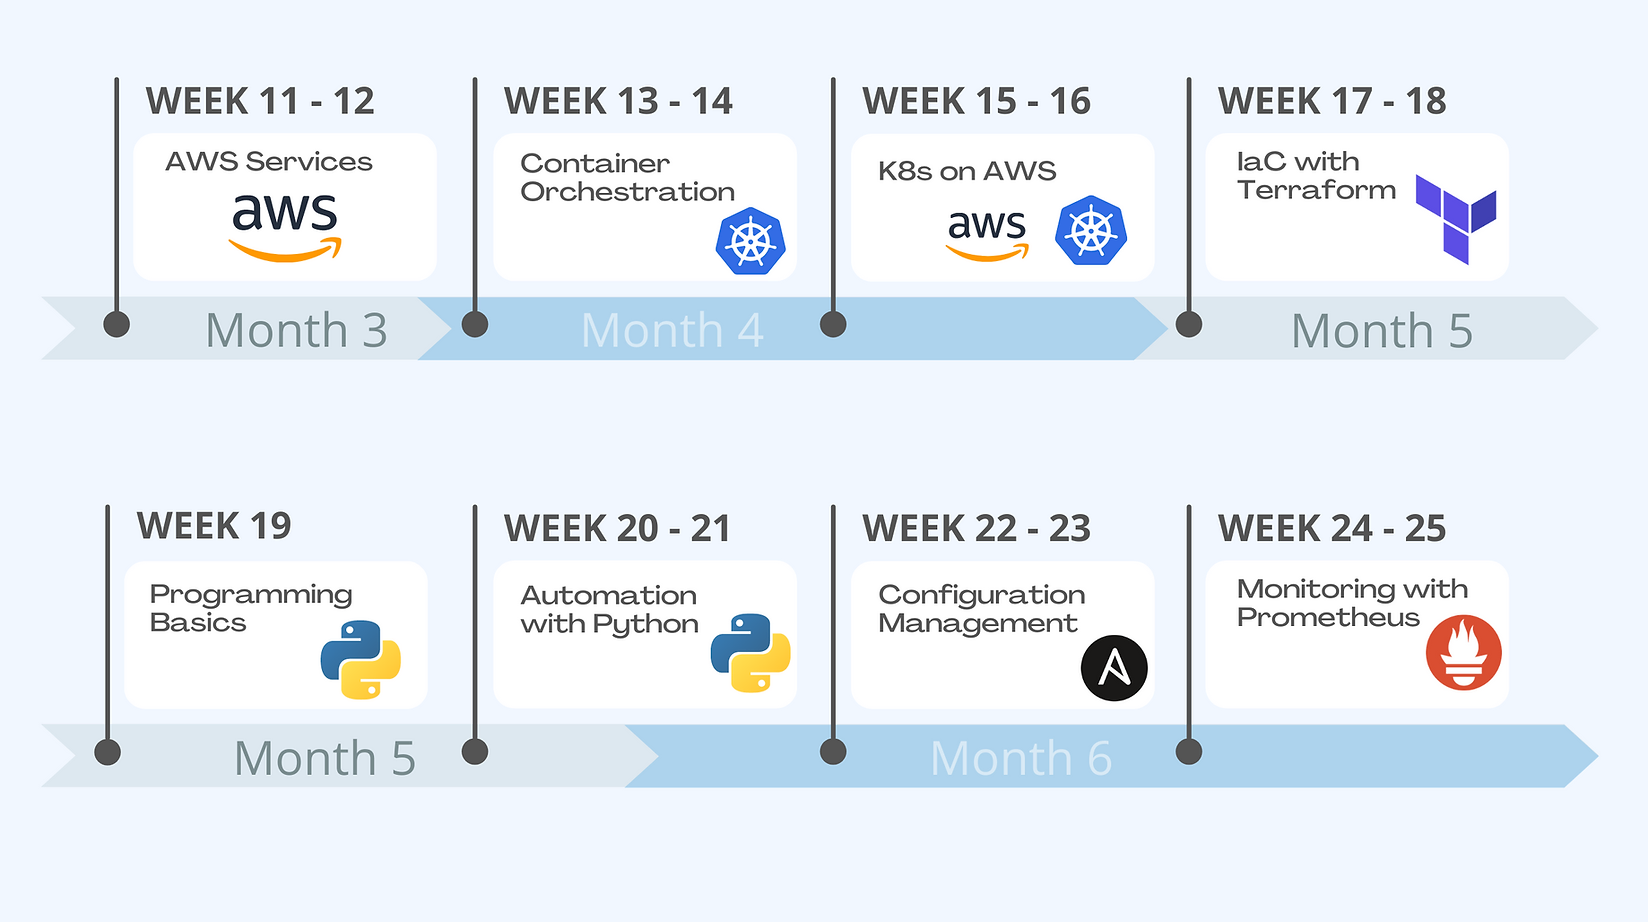 WEEK 11 - 12
AWS Services
aws
WEEK 13 - 14
Container
Orchestration
WEEK 15 - 16
K8s on AWS
aws
WEEK 17 - 18
IaC with
Terraform
Month 3
Month 4
Month 5
WEEK 19
Programming
Basics
WEEK 20 - 21
Automation
with Python
WEEK 22 - 23
Configuration
Management
WEEK 24 - 25
Monitoring with
Prometheus
Month 5
Month 6